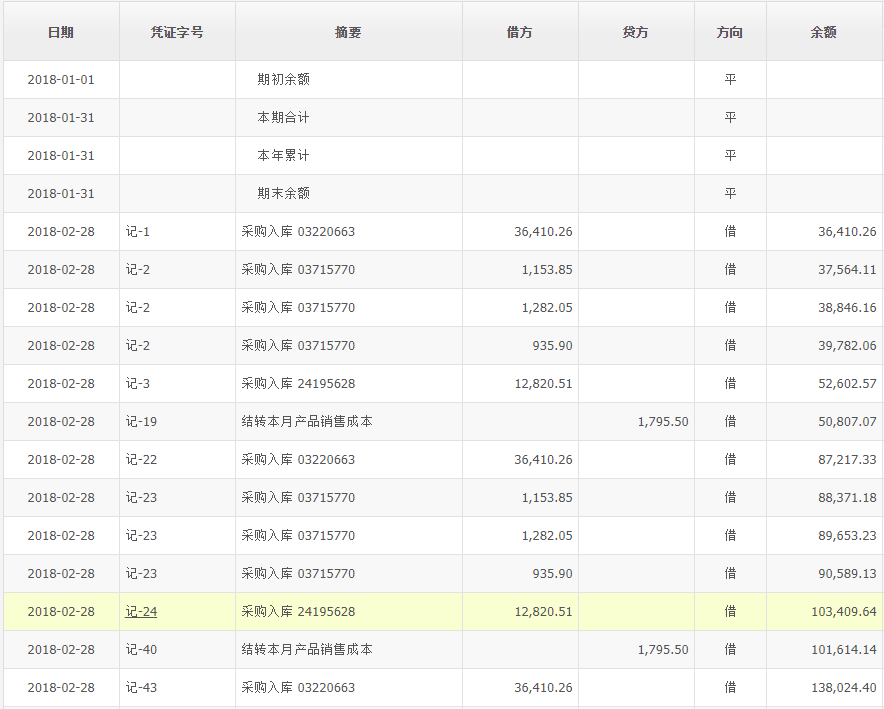 日期 凭证字号 摘要 借方 贷方 方向 余额
2018-01-01 期初余额 平
2018-01-31 本期合计 平
2018-01-31 本年累计 平
2018-01-31 期末余额 平
2018-02-28 记-1 采购入库 03220663 36,410.26 借 36,410.26
2018-02-28 记-2 采购入库 03715770 1,153.85 借 37,564.11
2018-02-28 记-2 采购入库 03715770 1,282.05 借 38,846.16
2018-02-28 记-2 采购入库 03715770 935.90 借 39,782.06
2018-02-28 记-3 采购入库 24195628 12,820.51 借 52,602.57
2018-02-28 记-19 结转本月产品销售成本 1,795.50 借 50,807.07
2018-02-28 记-22 采购入库 03220663 36,410.26 借 87,217.33
2018-02-28 记-23 采购入库 03715770 1,153.85 借 88,371.18
2018-02-28 记-23 采购入库 03715770 1,282.05 借 89,653.23
2018-02-28 记-23 采购入库 03715770 935.90 借 90,589.13
2018-02-28 记-24 采购入库 24195628 12,820.51 借 103,409.64
2018-02-28 记-40 结转本月产品销售成本 1,795.50 借 101,614.14
2018-02-28 记-43 采购入库 03220663 36,410.26 借 138,024.40